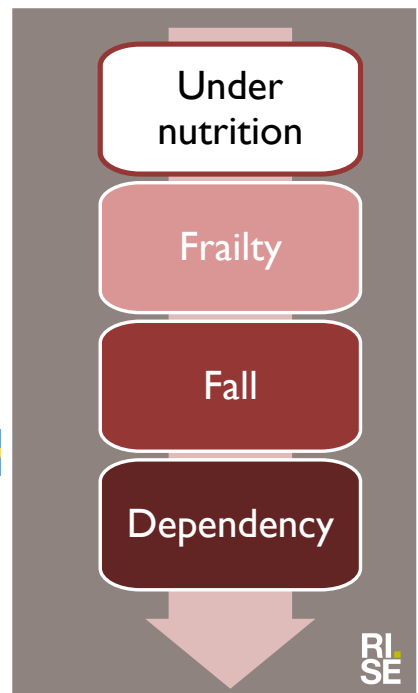 Under
nutrition
Frailty
Fall
Dependency
RI.
SE